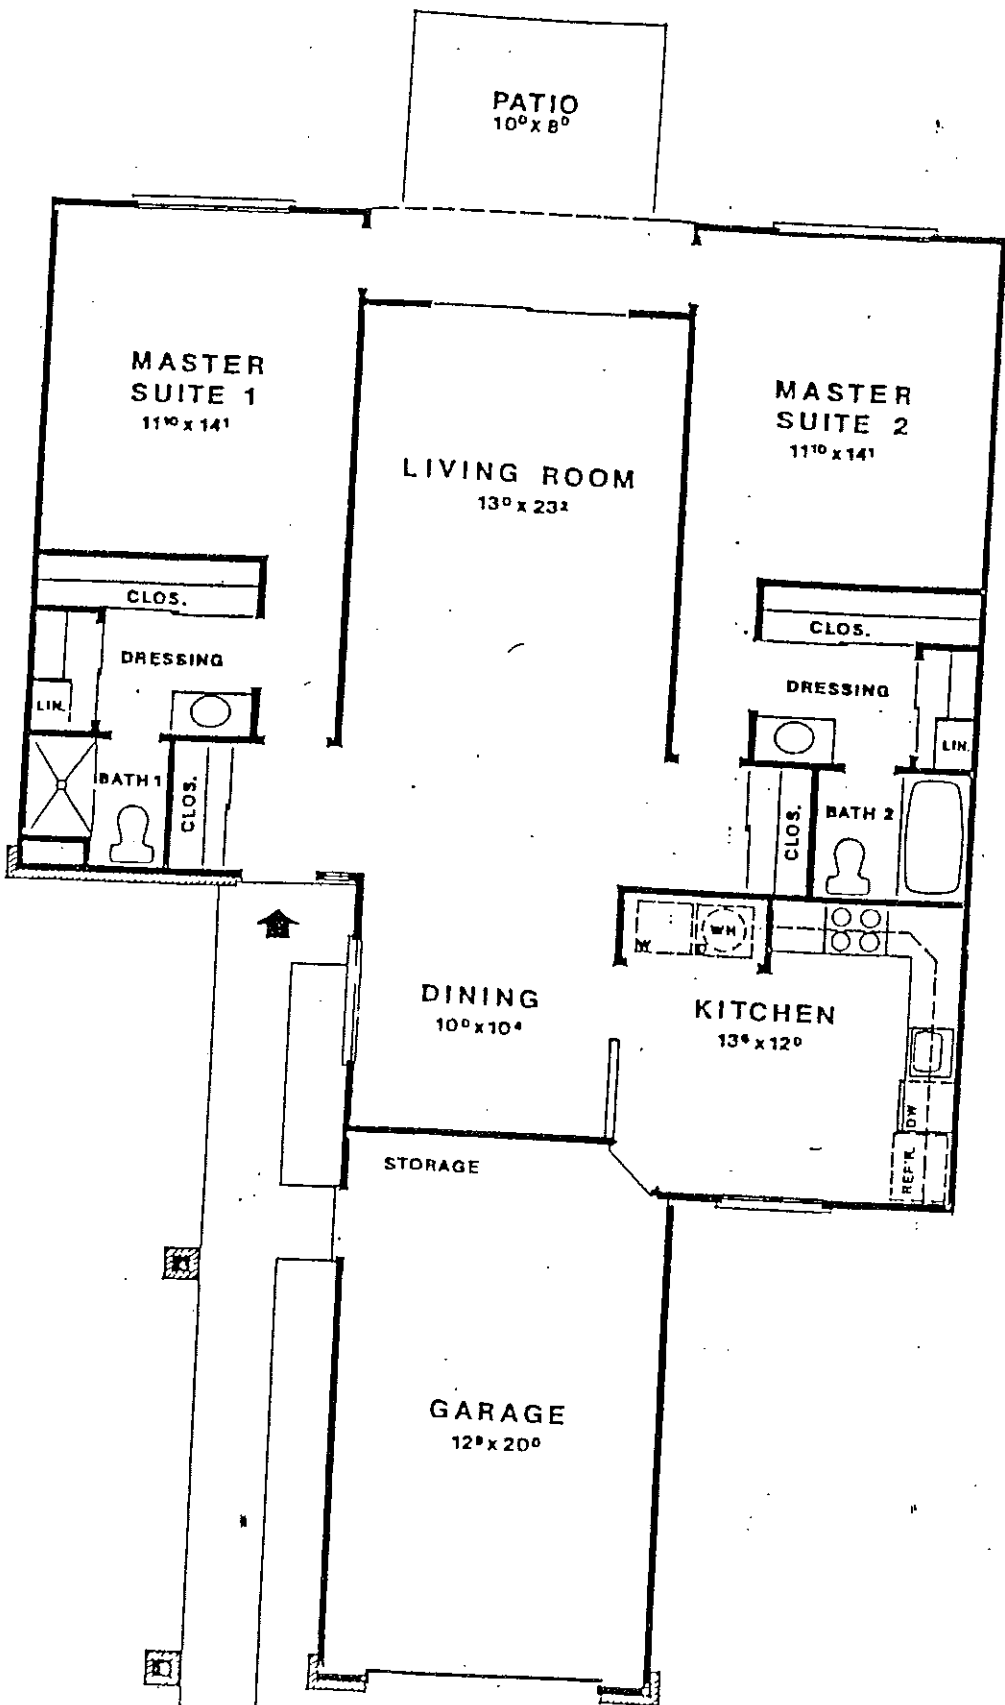 PATIO
10⁰ X 8⁰
MASTER
SUITE 1
11¹⁰ x 14¹
MASTER
SUITE 2
11¹⁰ x 14¹
LIVING ROOM
13⁰ x 23²
CLOS.
CLOS.
DRESSING
DRESSING
LIN.
LIN.
BATH 1
CLOS.
CLOS.
BATH 2
W
D
WH
DINING
10⁰ x 10⁴
KITCHEN
13⁶ x 12⁰
DW
REF'R.
STORAGE
GARAGE
12⁸ x 20⁰